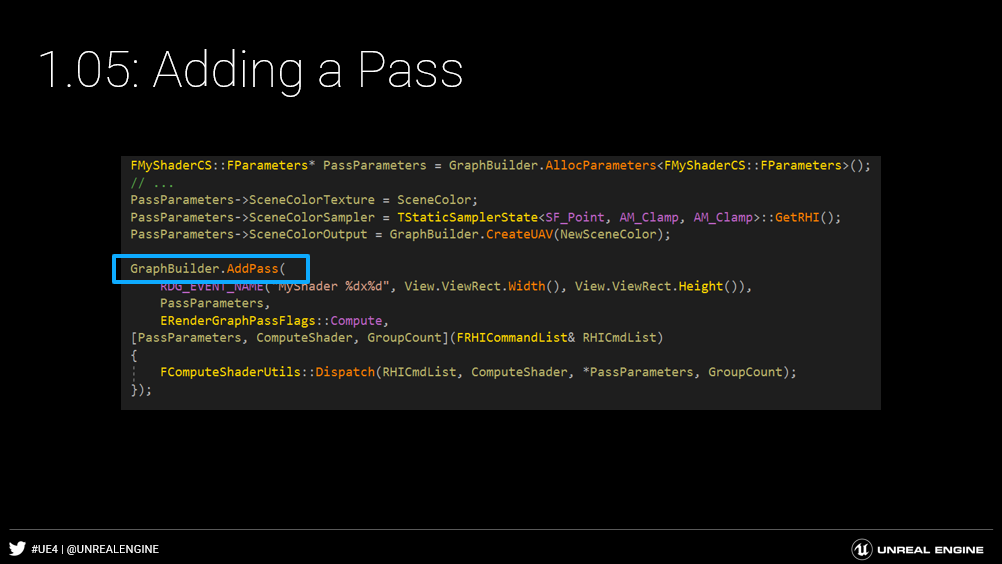 1.05: Adding a Pass
FMyShaderCS::FParameters* PassParameters = GraphBuilder.AllocParameters<FMyShaderCS::FParameters>();
// ...
PassParameters->SceneColorTexture = SceneColor;
PassParameters->SceneColorSampler = TStaticSamplerState<SF_Point, AM_Clamp, AM_Clamp>::GetRHI();
PassParameters->SceneColorOutput = GraphBuilder.CreateUAV(NewSceneColor);
GraphBuilder.AddPass(
RDG_EVENT_NAME("MyShader %dx%d", View.ViewRect.Width(), View.ViewRect.Height()),
PassParameters,
ERenderGraphPassFlags::Compute,
[PassParameters, ComputeShader, GroupCount](FRHICommandList& RHICmdList)
{
FComputeShaderUtils::Dispatch(RHICmdList, ComputeShader, *PassParameters, GroupCount);
});
#UE4 | @UNREALENGINE
UNREAL ENGINE